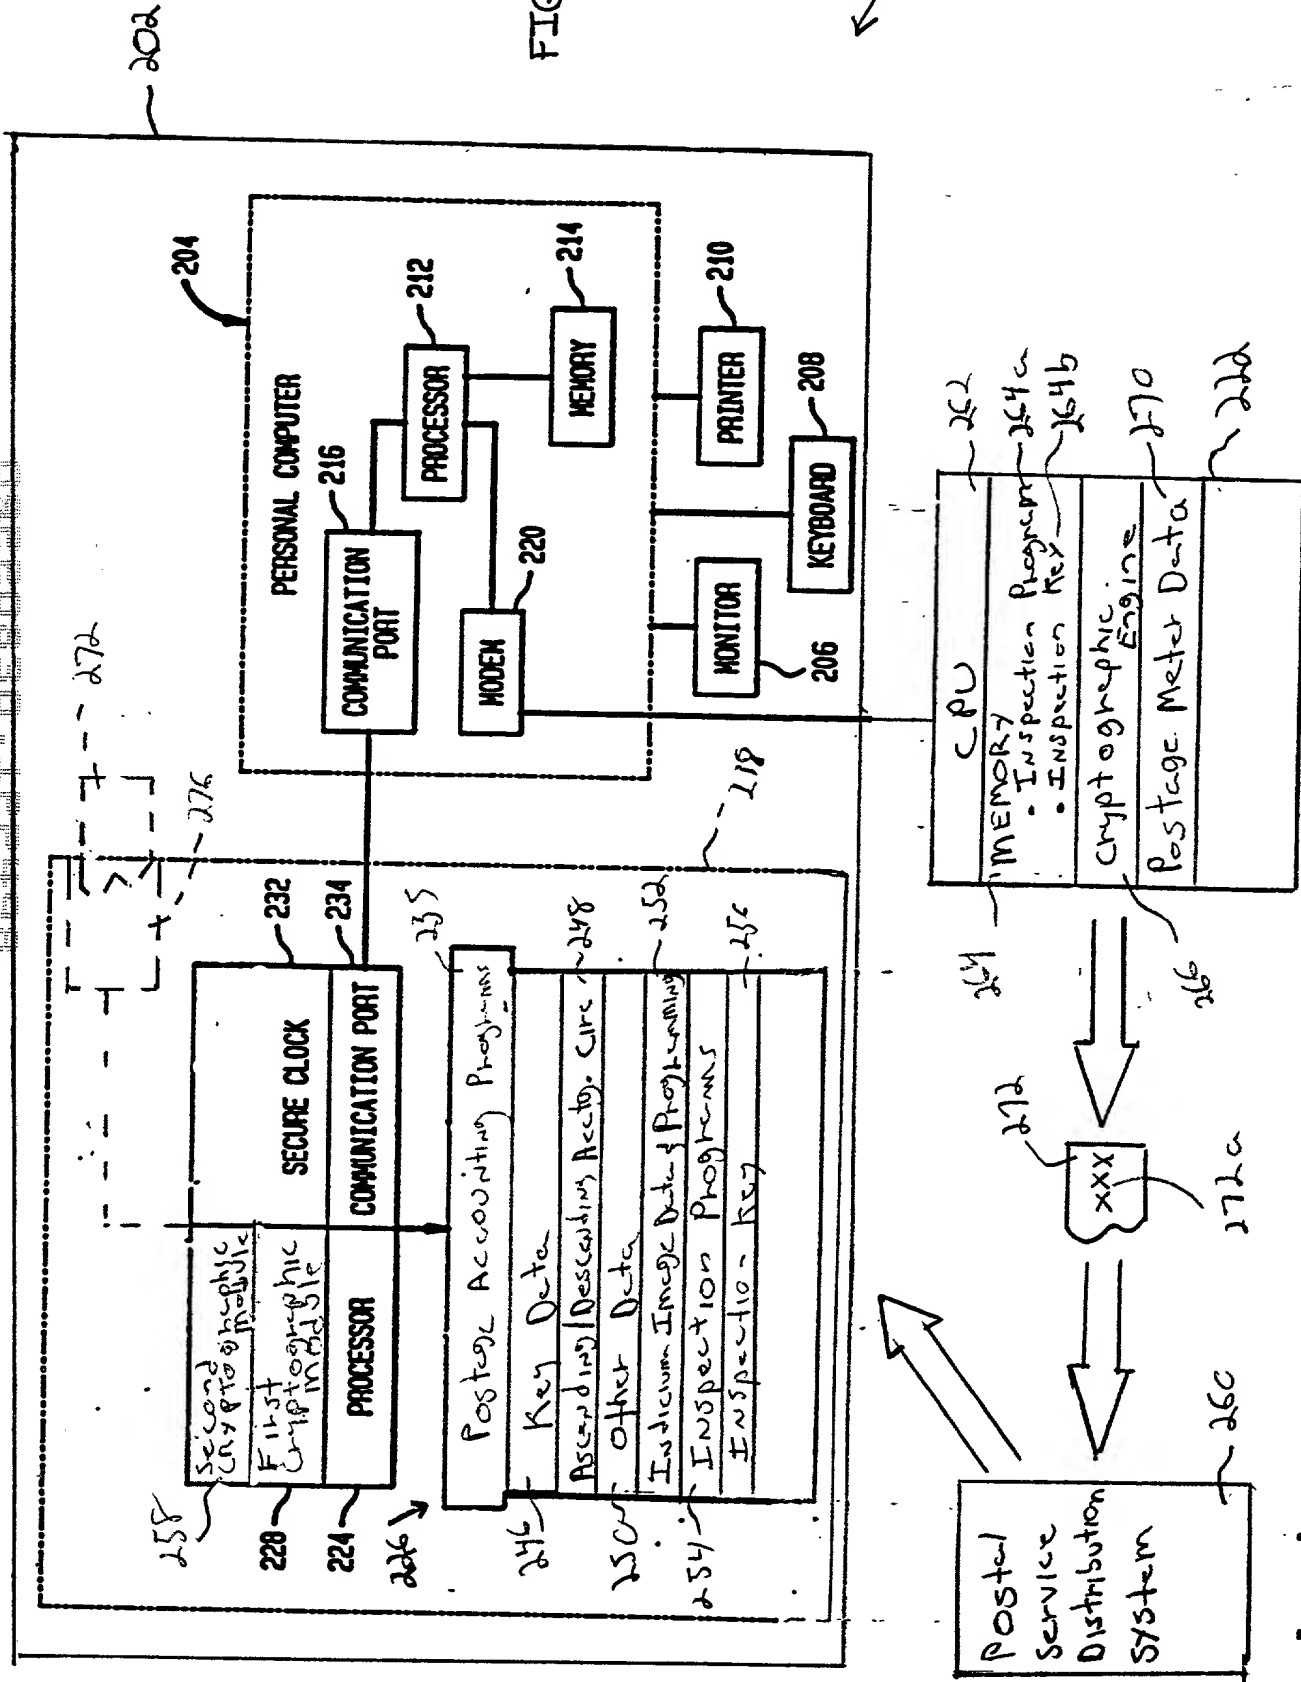 FIG
202
204
PERSONAL COMPUTER
216
COMMUNICATION
PORT
212
PROCESSOR
214
MEMORY
220
MODEM
210
PRINTER
208
KEYBOARD
MONITOR
206
272
276
218
258
Second
Cryptographic
Module
232
SECURE CLOCK
228
First
Cryptographic
Module
234
COMMUNICATION PORT
224
PROCESSOR
226
235
Postage Accounting Programs
246
Key Data
248
Ascending/Descending Acctg. Circ
250
Other Data
252
Indicium Image Data & Programming
254
Inspection Programs
256
Inspectio- Key
262
CPU
264
MEMORY
• Inspection Program
264a
• Inspection Key
264b
266
Cryptographic
Engine
270
Postage Meter Data
222
272
XXX
272a
260
Postal
Service
Distribution
System